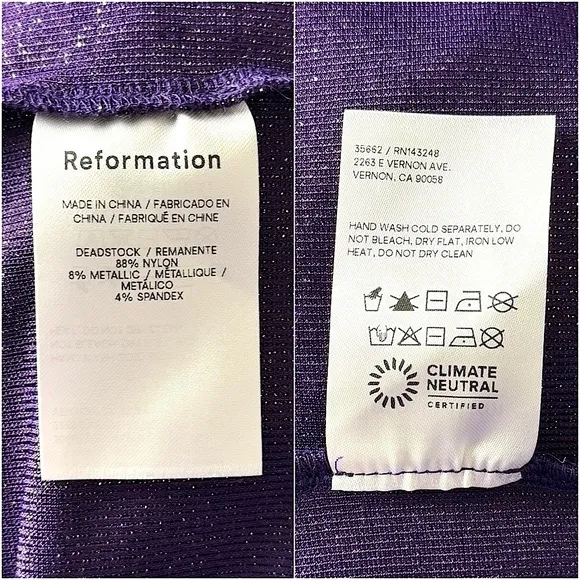 Reformation
MADE IN CHINA / FABRICADO EN
CHINA / FABRIQUÉ EN CHINE
DEADSTOCK / REMANENTE
88% NYLON
8% METALLIC / MÉTALLIQUE /
METÁLICO
4% SPANDEX
35662 / RN143248
2263 E VERNON AVE.
VERNON, CA 90058
HAND WASH COLD SEPARATELY, DO
NOT BLEACH, DRY FLAT, IRON LOW
HEAT, DO NOT DRY CLEAN
CLIMATE
NEUTRAL
CERTIFIED